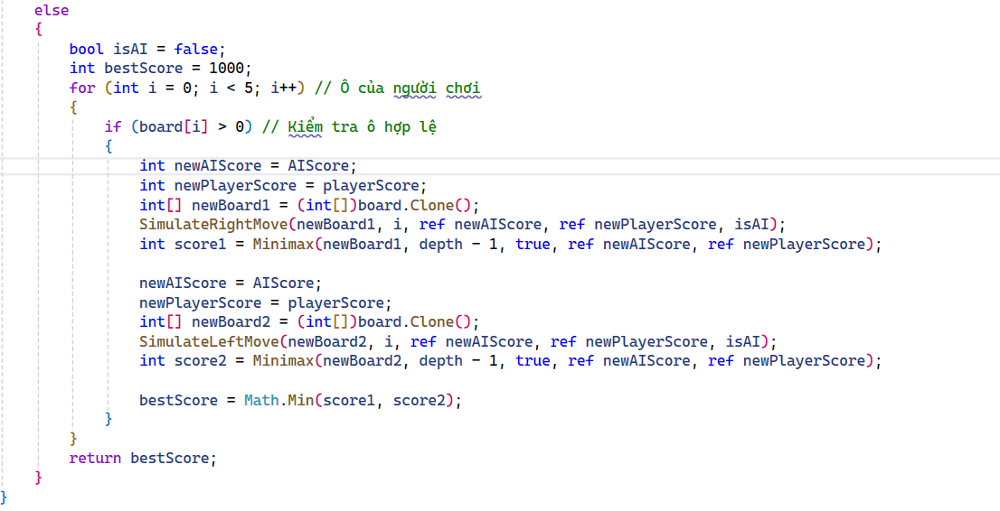 else
{
bool isAI = false;
int bestScore = 1000;
for (int i = 0; i < 5; i++) // Ô của người chơi
{
if (board[i] > 0) // Kiểm tra ô hợp lệ
{
int newAIScore = AIScore;
int newPlayerScore = playerScore;
int[] newBoard1 = (int[])board.Clone();
SimulateRightMove(newBoard1, i, ref newAIScore, ref newPlayerScore, isAI);
int score1 = Minimax(newBoard1, depth - 1, true, ref newAIScore, ref newPlayerScore);
newAIScore = AIScore;
newPlayerScore = playerScore;
int[] newBoard2 = (int[])board.Clone();
SimulateLeftMove(newBoard2, i, ref newAIScore, ref newPlayerScore, isAI);
int score2 = Minimax(newBoard2, depth - 1, true, ref newAIScore, ref newPlayerScore);
bestScore = Math.Min(score1, score2);
}
}
return bestScore;
}
}